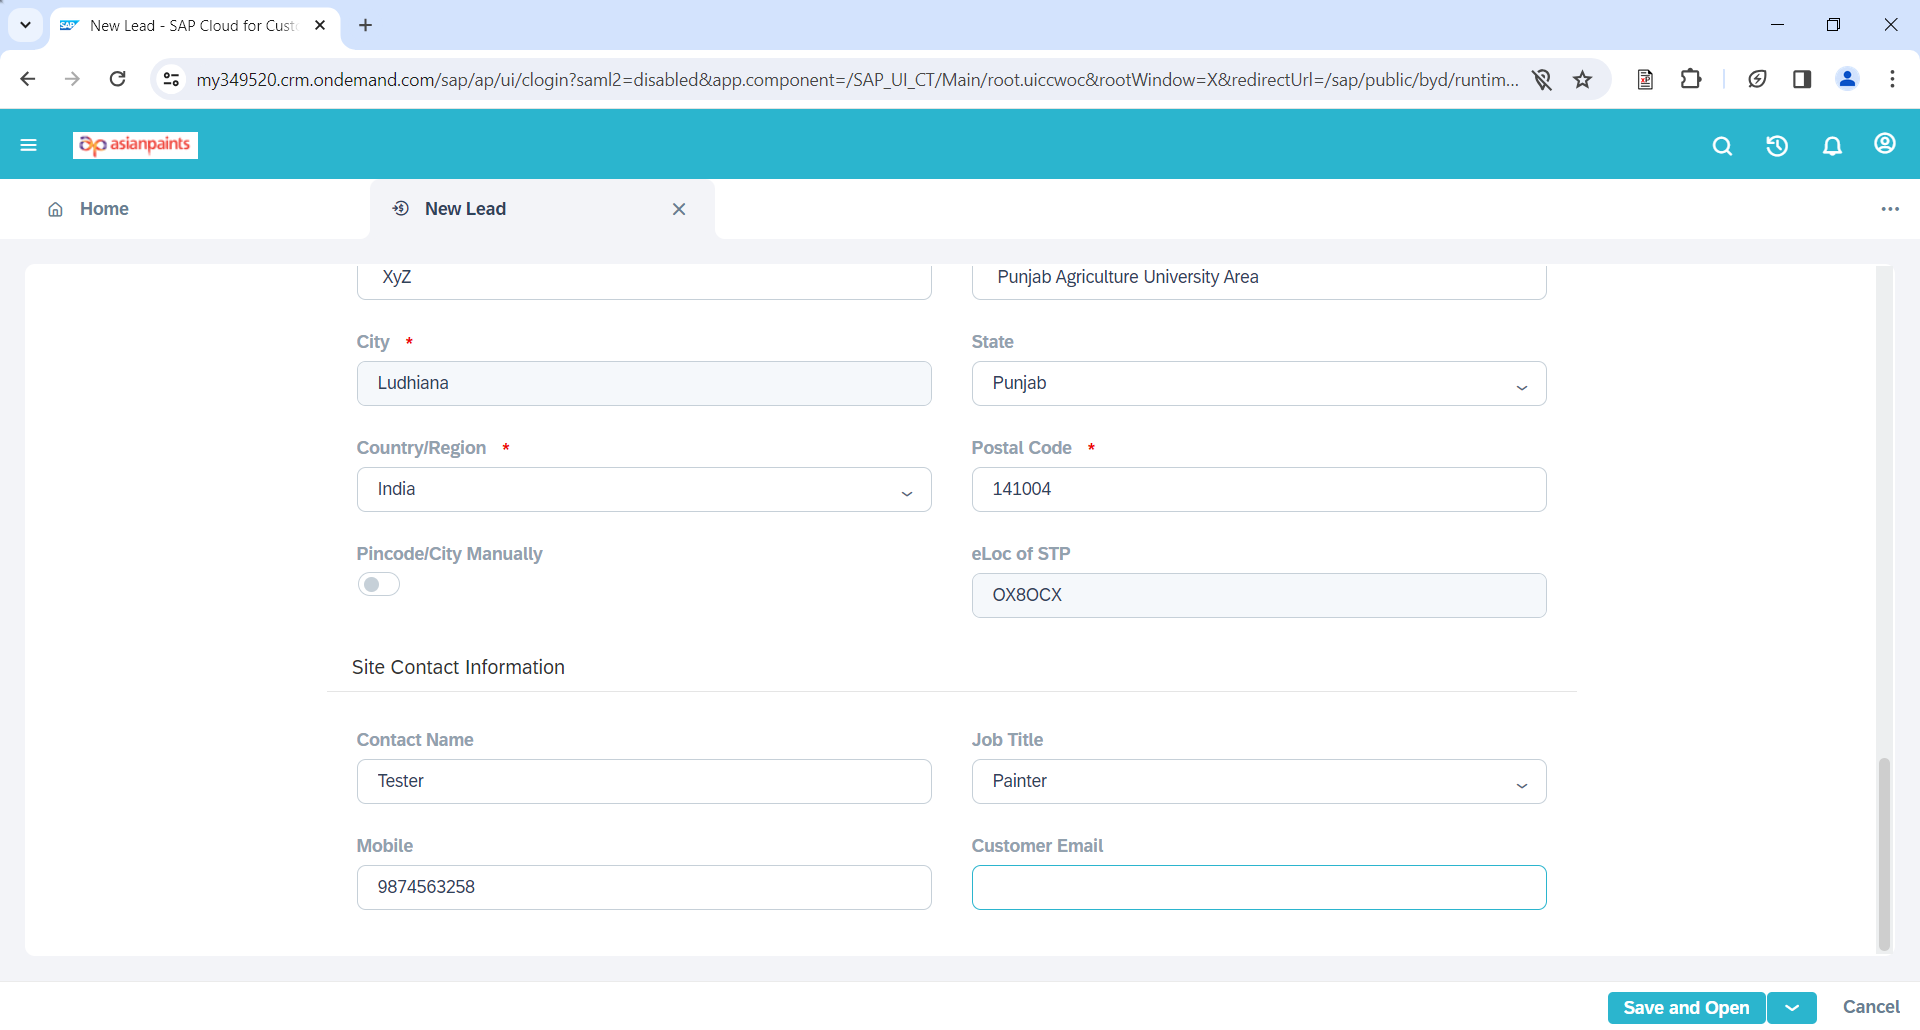 New Lead - SAP Cloud for Cust
my349520.crm.ondemand.com/sap/ap/ui/clogin?saml2=disabled&app.component=/SAP_UI_CT/Main/root.uiccwoc&rootWindow=X&redirectUrl=/sap/public/byd/runtim...
asianpaints
Home
New Lead
XyZ
Punjab Agriculture University Area
City *
State
Ludhiana
Punjab
Country/Region *
Postal Code *
India
141004
Pincode/City Manually
eLoc of STP
OX8OCX
Site Contact Information
Contact Name
Job Title
Tester
Painter
Mobile
Customer Email
9874563258
Save and Open
Cancel